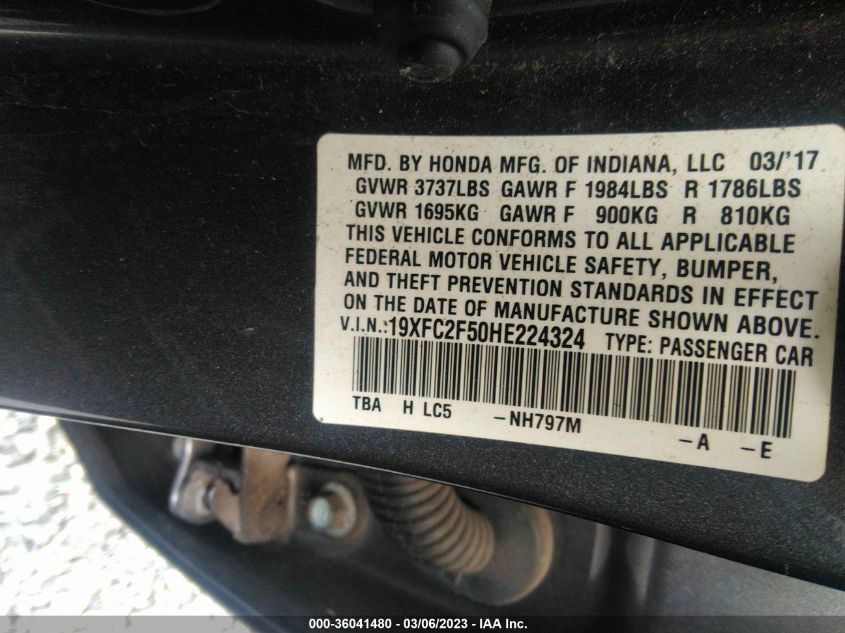 MFD. BY HONDA MFG. OF INDIANA, LLC 03/'17
GVWR 3737LBS GAWR F 1984LBS R 1786LBS
GVWR 1695KG GAWR F 900KG R 810KG
THIS VEHICLE CONFORMS TO ALL APPLICABLE
FEDERAL MOTOR VEHICLE SAFETY, BUMPER,
AND THEFT PREVENTION STANDARDS IN EFFECT
ON THE DATE OF MANUFACTURE SHOWN ABOVE.
V.I.N.:19XFC2F50HE224324 TYPE: PASSENGER CAR
TBA H LC5 -NH797M -A -E
000-36041480 - 03/06/2023 - IAA Inc.